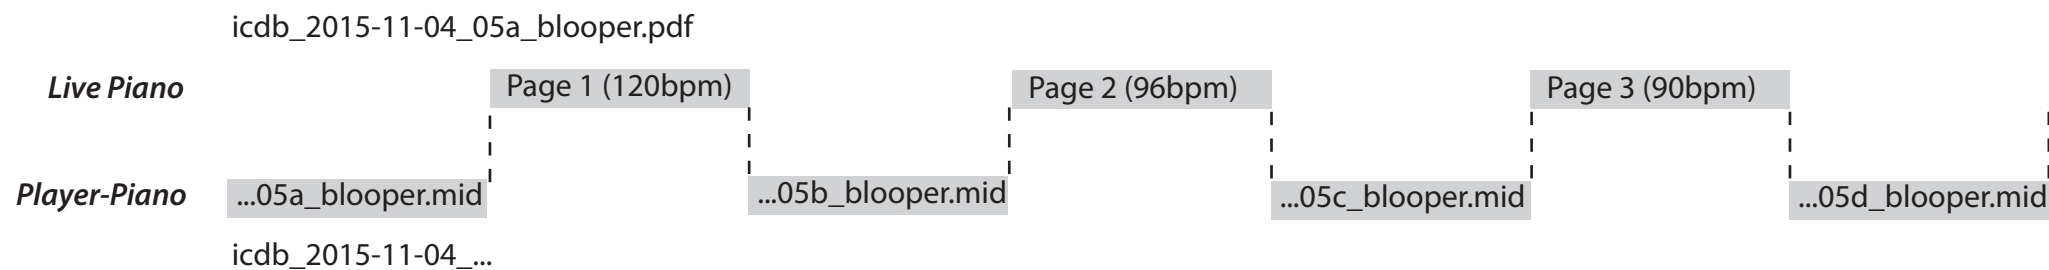 icdb_2015-11-04_05a_blooper.pdf
Live Piano Page 1 (120bpm) Page 2 (96bpm) Page 3 (90bpm)
Player-Piano ...05a_blooper.mid ...05b_blooper.mid ...05c_blooper.mid ...05d_blooper.mid
icdb_2015-11-04_...